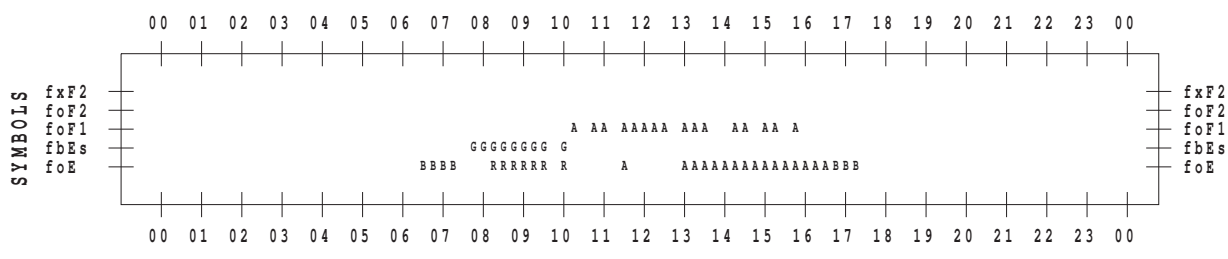 00 01 02 03 04 05 06 07 08 09 10 11 12 13 14 15 16 17 18 19 20 21 22 23 00
SYMBOLS
fxF2 fxF2
foF2 foF2
foF1 A AA AAAAA AAA AA AA A foF1
fbEs GGGGGGGG G fbEs
foE BBBB RRRRRR R A AAAAAAAAAAAAAAABBB foE
00 01 02 03 04 05 06 07 08 09 10 11 12 13 14 15 16 17 18 19 20 21 22 23 00